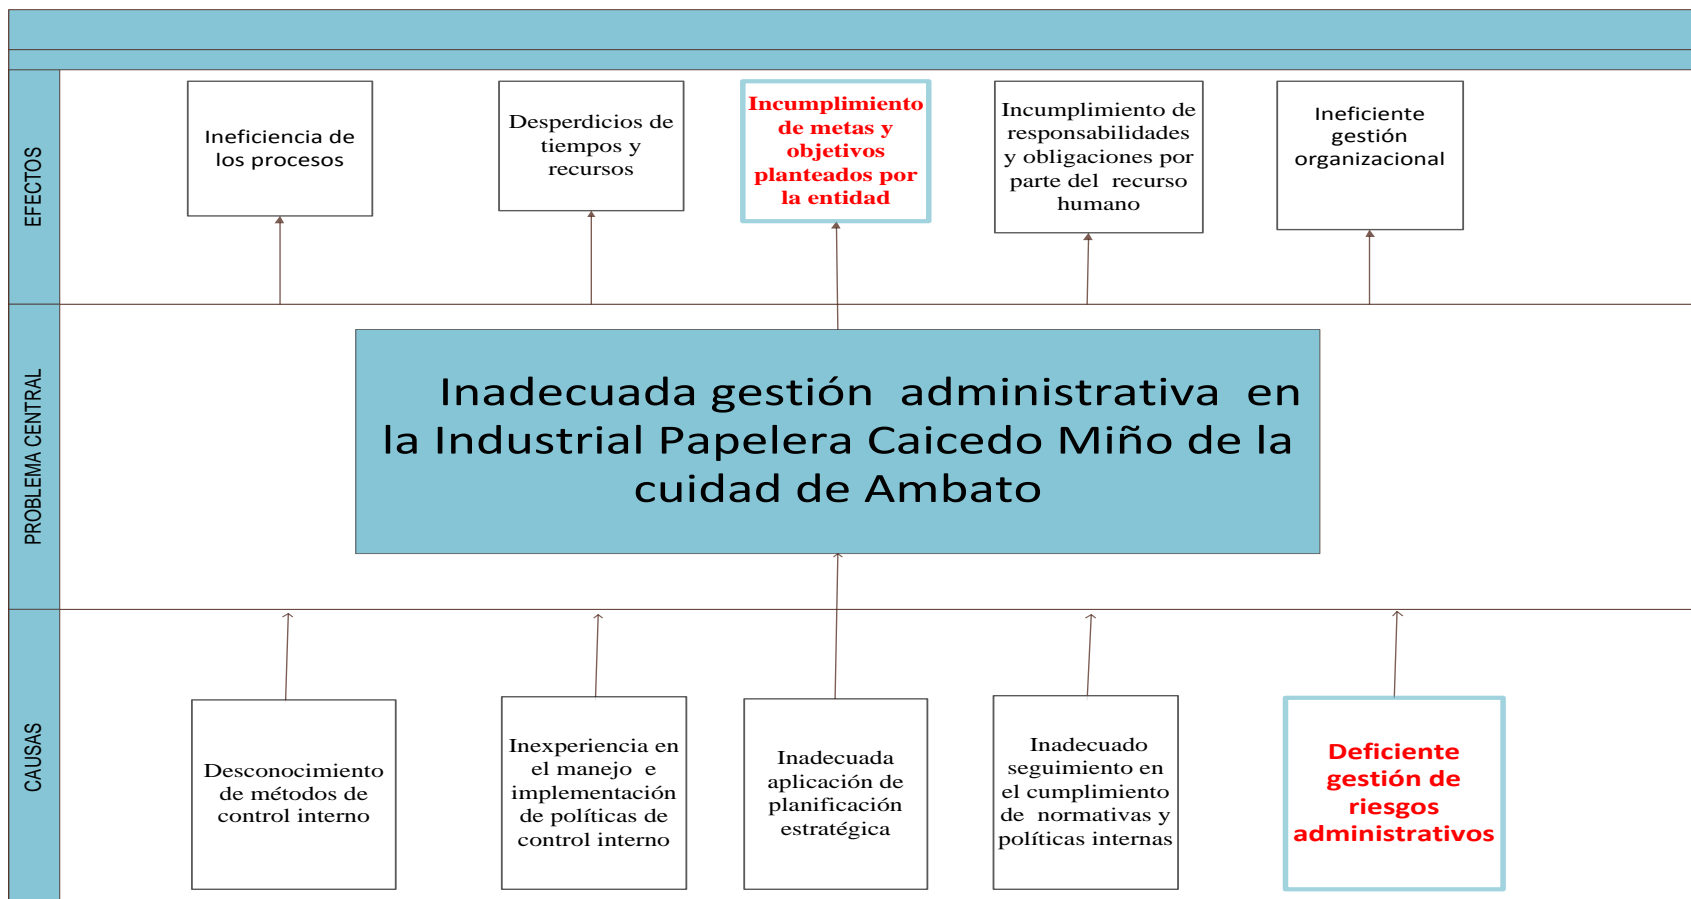 EFECTOS
Ineficiencia de
los procesos
Desperdicios de
tiempos y
recursos
Incumplimiento
de metas y
objetivos
planteados por
la entidad
Incumplimiento de
responsabilidades
y obligaciones por
parte del recurso
humano
Ineficiente
gestión
organizacional
PROBLEMA CENTRAL
Inadecuada gestión administrativa en
la Industrial Papelera Caicedo Miño de la
cuidad de Ambato
CAUSAS
Desconocimiento
de métodos de
control interno
Inexperiencia en
el manejo e
implementación
de políticas de
control interno
Inadecuada
aplicación de
planificación
estratégica
Inadecuado
seguimiento en
el cumplimiento
de normativas y
políticas internas
Deficiente
gestión de
riesgos
administrativos